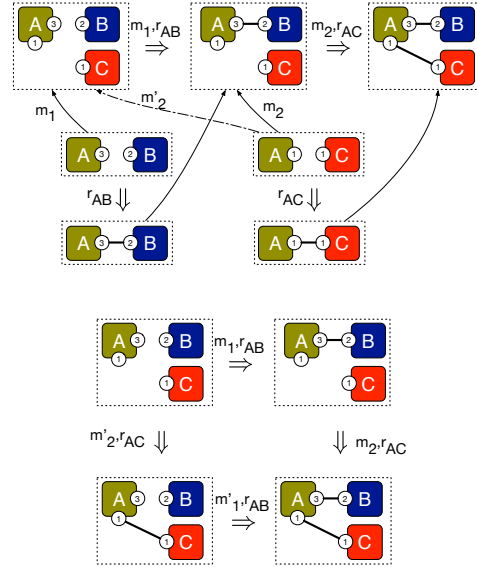 A 3 2 B m1,rAB A 3 2 B m2,rAC A 3 2 B
1 1 1
1 C 1 C 1 C
m1 m'2 m2
A 3 2 B A 1 1 C
rAB ⇓ rAC ⇓
A 3 2 B A 1 1 C
A 3 2 B m1,rAB A 3 2 B
1 ⇒ 1
1 C 1 C
m'2,rAC ⇓ ⇓ m2,rAC
A 3 2 B m'1,rAB A 3 2 B
1 ⇒ 1
1 C 1 C